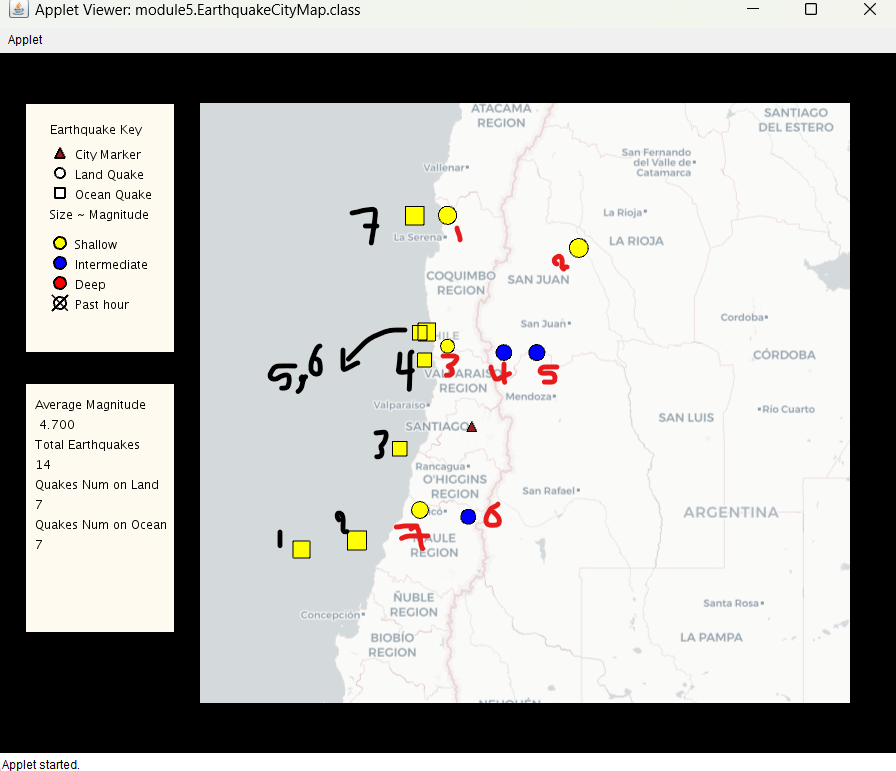 Applet Viewer: module5.EarthquakeCityMap.class
Applet
Earthquake Key
City Marker
Land Quake
Ocean Quake
Size ~ Magnitude
Shallow
Intermediate
Deep
Past hour
Average Magnitude
4.700
Total Earthquakes
14
Quakes Num on Land
7
Quakes Num on Ocean
7
ATACAMA
REGION
SANTIAGO
DEL ESTERO
San Fernando
del Valle de
Catamarca
Vallenar
7
La Serena
1
La Rioja
LA RIOJA
2
COQUIMBO
REGION
SAN JUAN
San Juan
Cordoba
CÓRDOBA
5,6
4
3
4
5
VALPARAISO
REGION
Mendoza
Valparaiso
Río Cuarto
SAN LUIS
SANTIAGO
3
Rancagua
O'HIGGINS
REGION
San Rafael
ARGENTINA
6
1
2
7
MAULE
REGION
ÑUBLE
REGION
Concepción
Santa Rosa
BIOBÍO
REGION
LA PAMPA
Applet started.